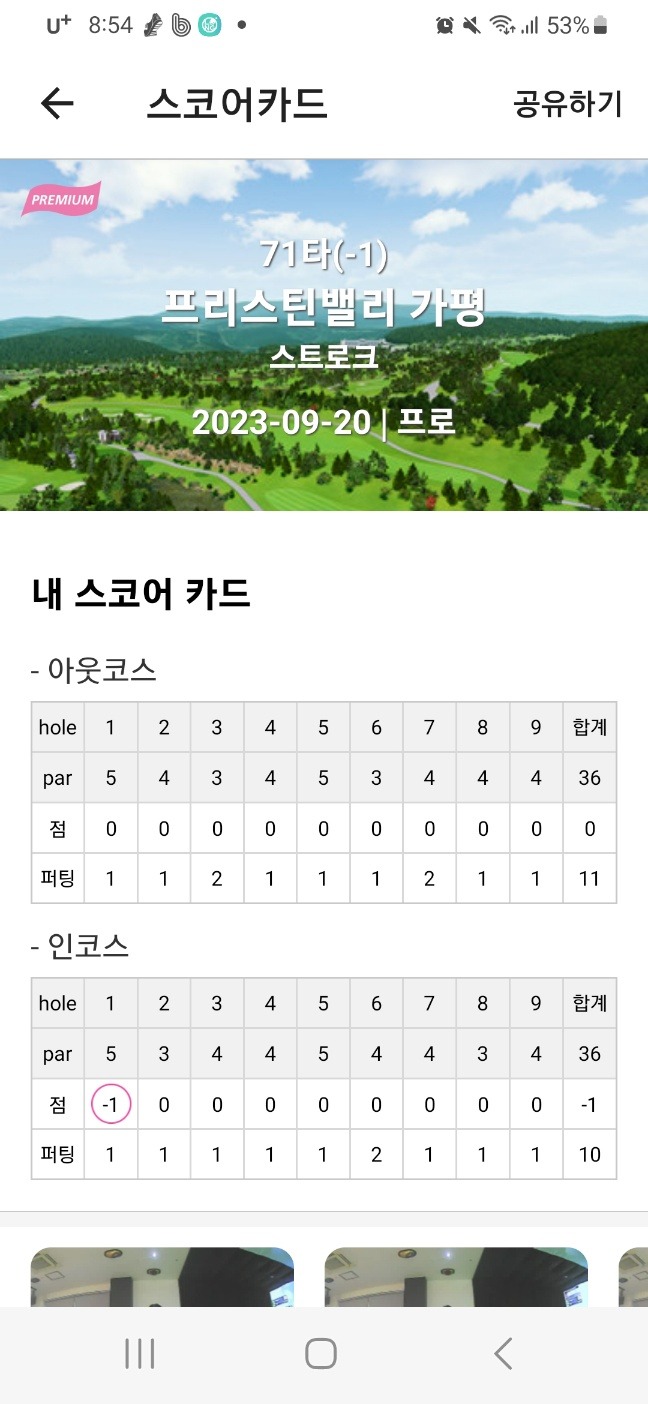 U+ 8:54 53%
스코어카드 공유하기
PREMIUM
71타(-1)
프리스틴밸리 가평
스트로크
2023-09-20 | 프로
내 스코어 카드
- 아웃코스
hole 1 2 3 4 5 6 7 8 9 합계
par 5 4 3 4 5 3 4 4 4 36
점 0 0 0 0 0 0 0 0 0 0
퍼팅 1 1 2 1 1 1 2 1 1 11
- 인코스
hole 1 2 3 4 5 6 7 8 9 합계
par 5 3 4 4 5 4 4 3 4 36
점 -1 0 0 0 0 0 0 0 0 -1
퍼팅 1 1 1 1 1 2 1 1 1 10